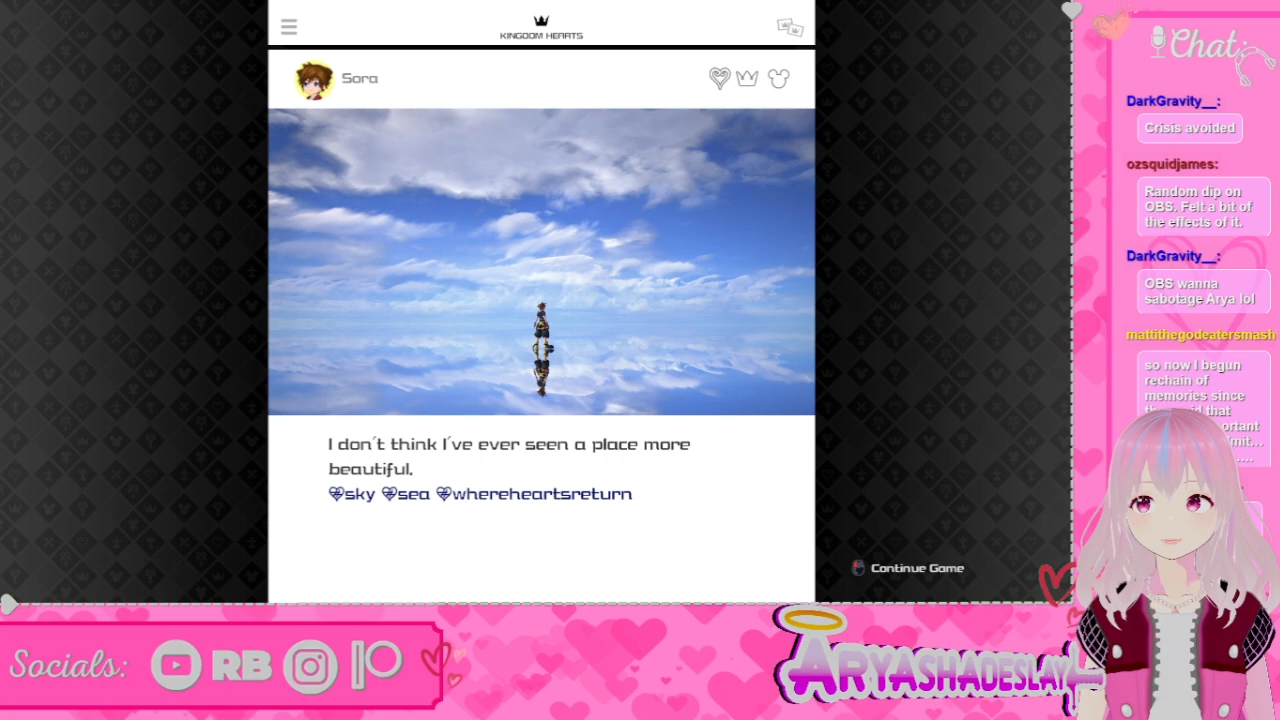 KINGDOM HEARTS
Sora
I don't think I've ever seen a place more
beautiful.
sky sea whereheartsreturn
Continue Game
Chat:
DarkGravity__:
Crisis avoided
ozsquidjames:
Random dip on
OBS. Felt a bit of
the effects of it.
DarkGravity__:
OBS wanna
sabotage Arya lol
mattithegodeatersmash
so now I begun
rechain of
memories since
that
Socials:
RB
ARYASHADESLAY